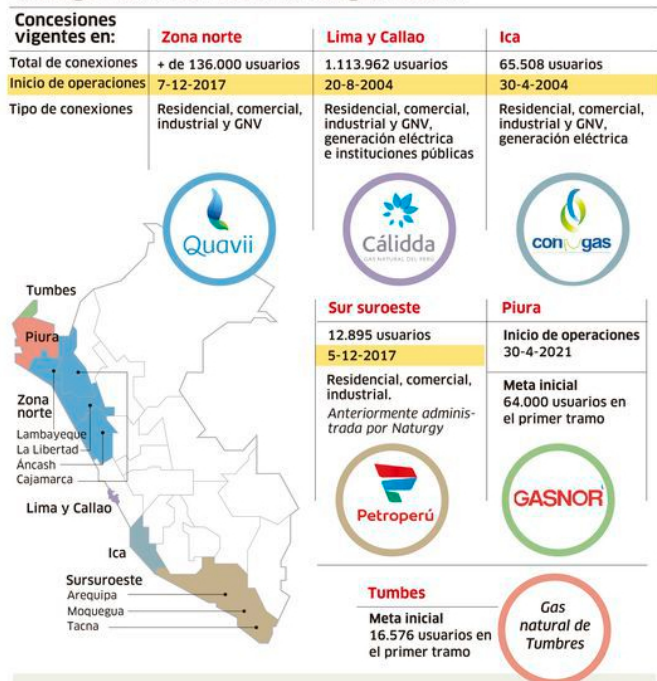 Concesiones
vigentes en:
Zona norte
Lima y Callao
Ica
Total de conexiones
+ de 136.000 usuarios
1.113.962 usuarios
65.508 usuarios
Inicio de operaciones
7-12-2017
20-8-2004
30-4-2004
Tipo de conexiones
Residencial, comercial,
industrial y GNV
Residencial, comercial,
industrial y GNV,
generación eléctrica
e instituciones públicas
Residencial, comercial,
industrial y GNV,
generación eléctrica
Quavii
Cálidda
GAS NATURAL DEL PERÚ
conugas
Tumbes
Piura
Zona
norte
Lambayeque
La Libertad
Áncash
Cajamarca
Lima y Callao
Ica
Sursuroeste
Arequipa
Moquegua
Tacna
Sur suroeste
12.895 usuarios
5-12-2017
Residencial, comercial,
industrial.
Anteriormente adminis-
trada por Naturgy
Petroperú
Piura
Inicio de operaciones
30-4-2021
Meta inicial
64.000 usuarios en
el primer tramo
GASNOR
Tumbes
Meta inicial
16.576 usuarios en
el primer tramo
Gas
natural de
Tumbres